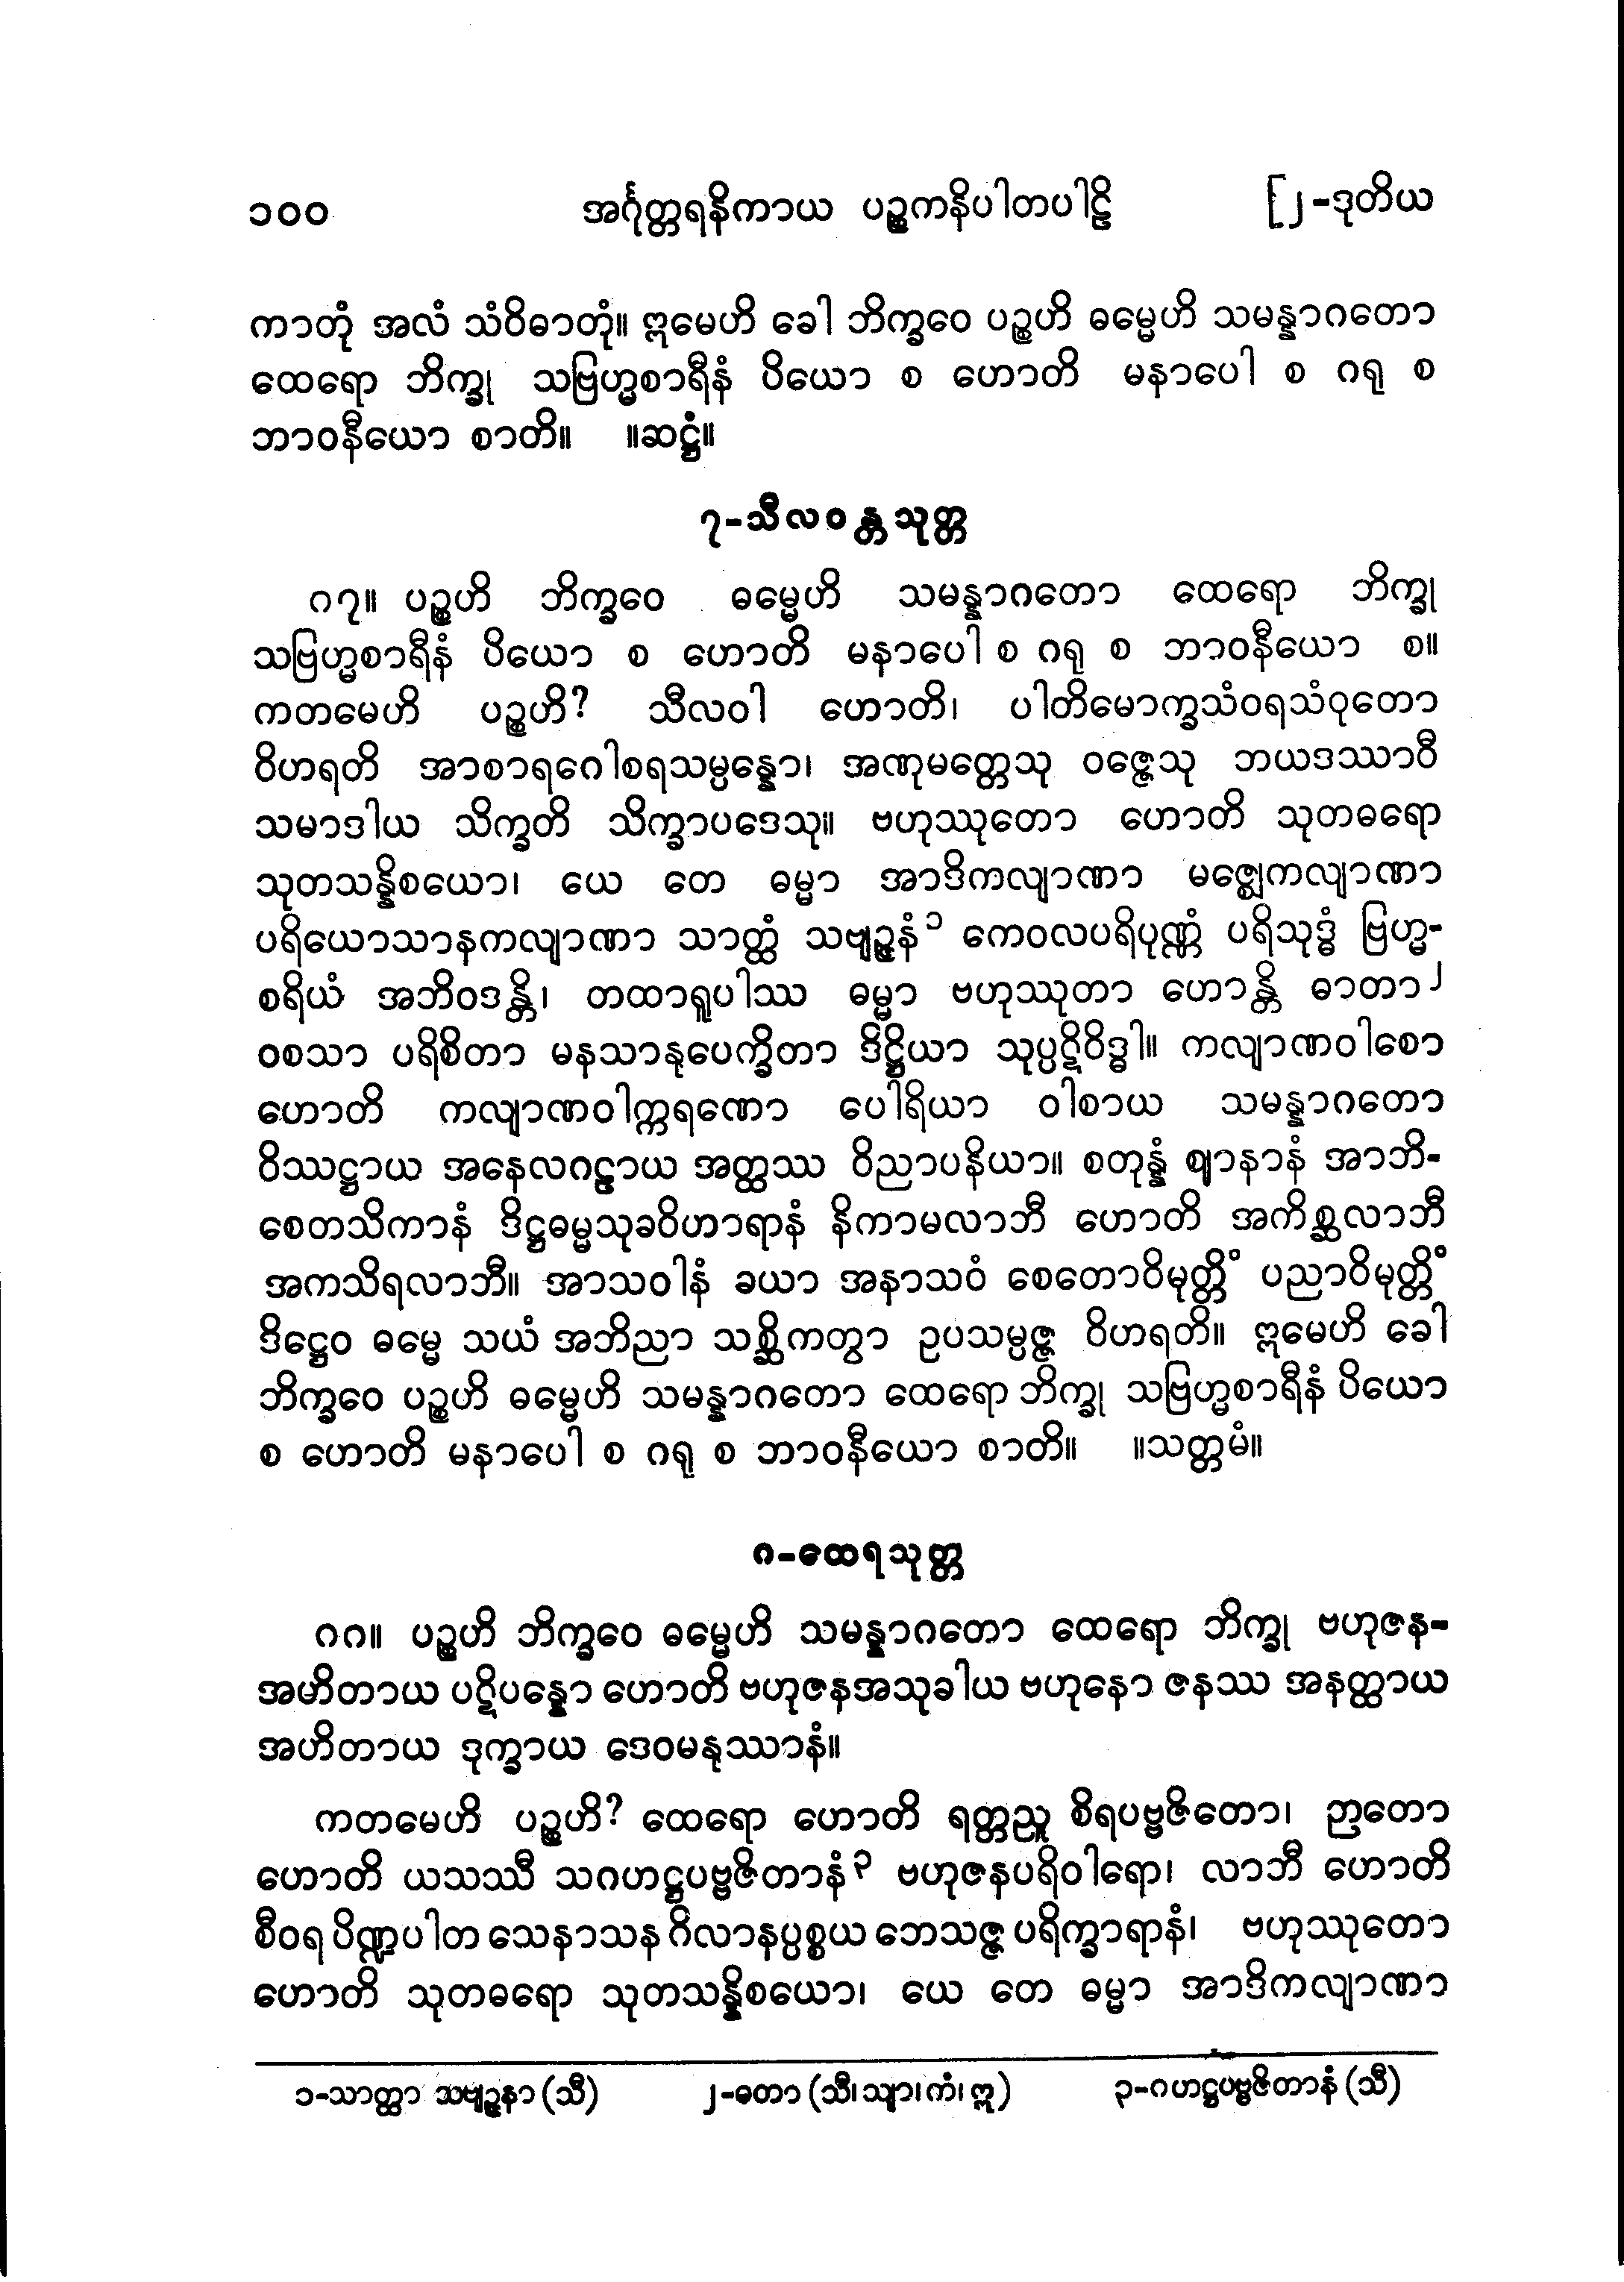 ၁၀၀ အင်္ဂုတ္တရနိကာယ ပဉ္စကနိပါတပါဠိ [၂-ဒုတိယ
ကာတုံ အလံ သံဝိဓာတုံ။ ဣမေဟိ ခေါ ဘိက္ခဝေ ပဉ္စဟိ ဓမ္မေဟိ သမန္နာဂတော
ထေရော ဘိက္ခု သဗြဟ္မစာရီနံ ပိယော စ ဟောတိ မနာပေါ စ ဂရု စ
ဘာဝနီယော စာတိ။ ။ဆဋ္ဌံ။
၇-သီလဝန္တသုတ္တ
၈၇။ ပဉ္စဟိ ဘိက္ခဝေ ဓမ္မေဟိ သမန္နာဂတော ထေရော ဘိက္ခု
သဗြဟ္မစာရီနံ ပိယော စ ဟောတိ မနာပေါ စ ဂရု စ ဘာဝနီယော စ။
ကတမေဟိ ပဉ္စဟိ? သီလဝါ ဟောတိ၊ ပါတိမောက္ခသံဝရသံဝုတော
ဝိဟရတိ အာစာရဂေါစရသမ္ပန္နော၊ အဏုမတ္တေသု ဝဇ္ဇေသု ဘယဒဿာဝီ
သမာဒါယ သိက္ခတိ သိက္ခာပဒေသု။ ဗဟုဿုတော ဟောတိ သုတဓရော
သုတသန္နိစယော၊ ယေ တေ ဓမ္မာ အာဒိကလျာဏာ မဇ္ဈေကလျာဏာ
ပရိယောသာနကလျာဏာ သာတ္ထံ သဗျဉ္ဇနံ၁ ကေဝလပရိပုဏ္ဏံ ပရိသုဒ္ဓံ ဗြဟ္မ-
စရိယံ အဘိဝဒန္တိ၊ တထာရူပါဿ ဓမ္မာ ဗဟုဿုတာ ဟောန္တိ ဓာတာ၂
ဝစသာ ပရိစိတာ မနသာနုပေက္ခိတာ ဒိဋ္ဌိယာ သုပ္ပဋိဝိဒ္ဓါ။ ကလျာဏဝါစော
ဟောတိ ကလျာဏဝါက္ကရဏော ပေါရိယာ ဝါစာယ သမန္နာဂတော
ဝိဿဋ္ဌာယ အနေလဂဠာယ အတ္ထဿ ဝိညာပနိယာ။ စတုန္နံ ဈာနာနံ အာဘိ-
စေတသိကာနံ ဒိဋ္ဌဓမ္မသုခဝိဟာရာနံ နိကာမလာဘီ ဟောတိ အကိစ္ဆလာဘီ
အကသိရလာဘီ။ အာသဝါနံ ခယာ အနာသဝံ စေတောဝိမုတ္တိံ ပညာဝိမုတ္တိံ
ဒိဋ္ဌေဝ ဓမ္မေ သယံ အဘိညာ သစ္ဆိကတွာ ဥပသမ္ပဇ္ဇ ဝိဟရတိ။ ဣမေဟိ ခေါ
ဘိက္ခဝေ ပဉ္စဟိ ဓမ္မေဟိ သမန္နာဂတော ထေရော ဘိက္ခု သဗြဟ္မစာရီနံ ပိယော
စ ဟောတိ မနာပေါ စ ဂရု စ ဘာဝနီယော စာတိ။ ။သတ္တမံ။
၈-ထေရသုတ္တ
၈၈။ ပဉ္စဟိ ဘိက္ခဝေ ဓမ္မေဟိ သမန္နာဂတော ထေရော ဘိက္ခု ဗဟုဇန-
အဟိတာယ ပဋိပန္နော ဟောတိ ဗဟုဇနအသုခါယ ဗဟုနော ဇနဿ အနတ္ထာယ
အဟိတာယ ဒုက္ခာယ ဒေဝမနုဿာနံ။
ကတမေဟိ ပဉ္စဟိ? ထေရော ဟောတိ ရတ္တညူ စိရပဗ္ဗဇိတော၊ ဉာတော
ဟောတိ ယသဿီ သဂဟဋ္ဌပဗ္ဗဇိတာနံ၃ ဗဟုဇနပရိဝါရော၊ လာဘီ ဟောတိ
စီဝရ ပိဏ္ဍပါတ သေနာသန ဂိလာနပ္ပစ္စယ ဘေသဇ္ဇ ပရိက္ခာရာနံ၊ ဗဟုဿုတော
ဟောတိ သုတဓရော သုတသန္နိစယော၊ ယေ တေ ဓမ္မာ အာဒိကလျာဏာ
၁-သာတ္ထာ သဗျဉ္ဇနာ (သီ) ၂-ဓတာ (သီ၊ သျာ၊ ကံ၊ ဣ) ၃-ဂဟဋ္ဌပဗ္ဗဇိတာနံ (သီ)